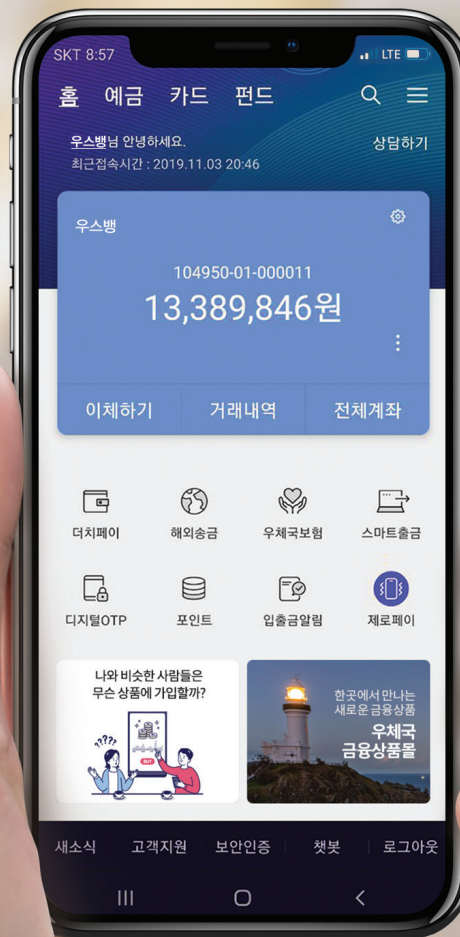 SKT 8:57
LTE
홈 예금 카드 펀드
우스뱅님 안녕하세요.
상담하기
최근접속시간 : 2019.11.03 20:46
우스뱅
104950-01-000011
13,389,846원
이체하기 거래내역 전체계좌
더치페이 해외송금 우체국보험 스마트출금
디지털OTP 포인트 입출금알림 제로페이
나와 비슷한 사람들은
무슨 상품에 가입할까?
????
BUY
한곳에서 만나는
새로운 금융상품
우체국
금융상품몰
새소식 고객지원 보안인증 챗봇 로그아웃